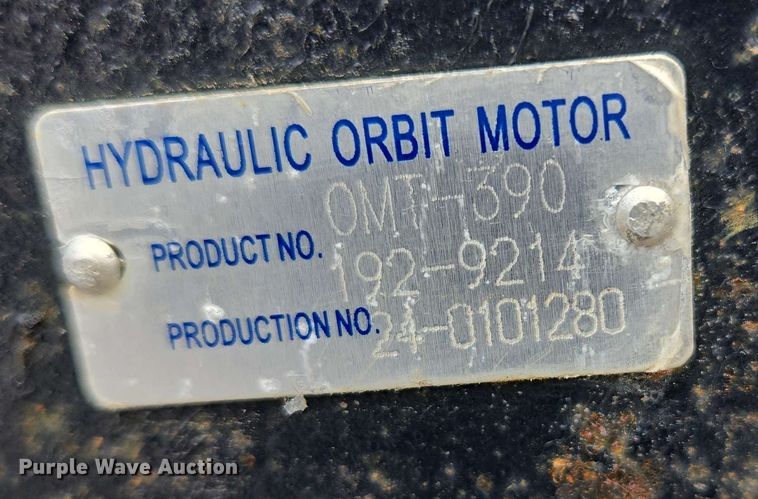 HYDRAULIC ORBIT MOTOR
OMT-390
PRODUCT NO. 192-9214
PRODUCTION NO. 24-0101280
Purple Wave Auction